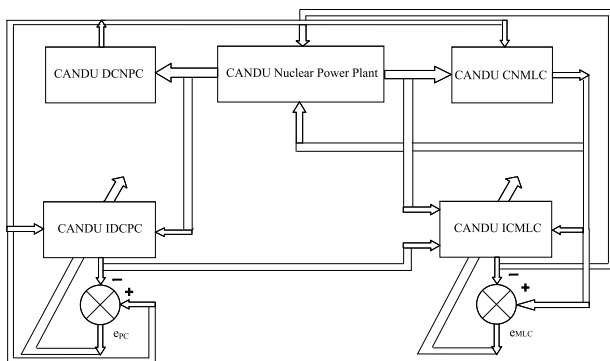 CANDU DCNPC
CANDU Nuclear Power Plant
CANDU CNMLC
CANDU IDCPC
CANDU ICMLC
−
+
ePC
−
+
eMLC